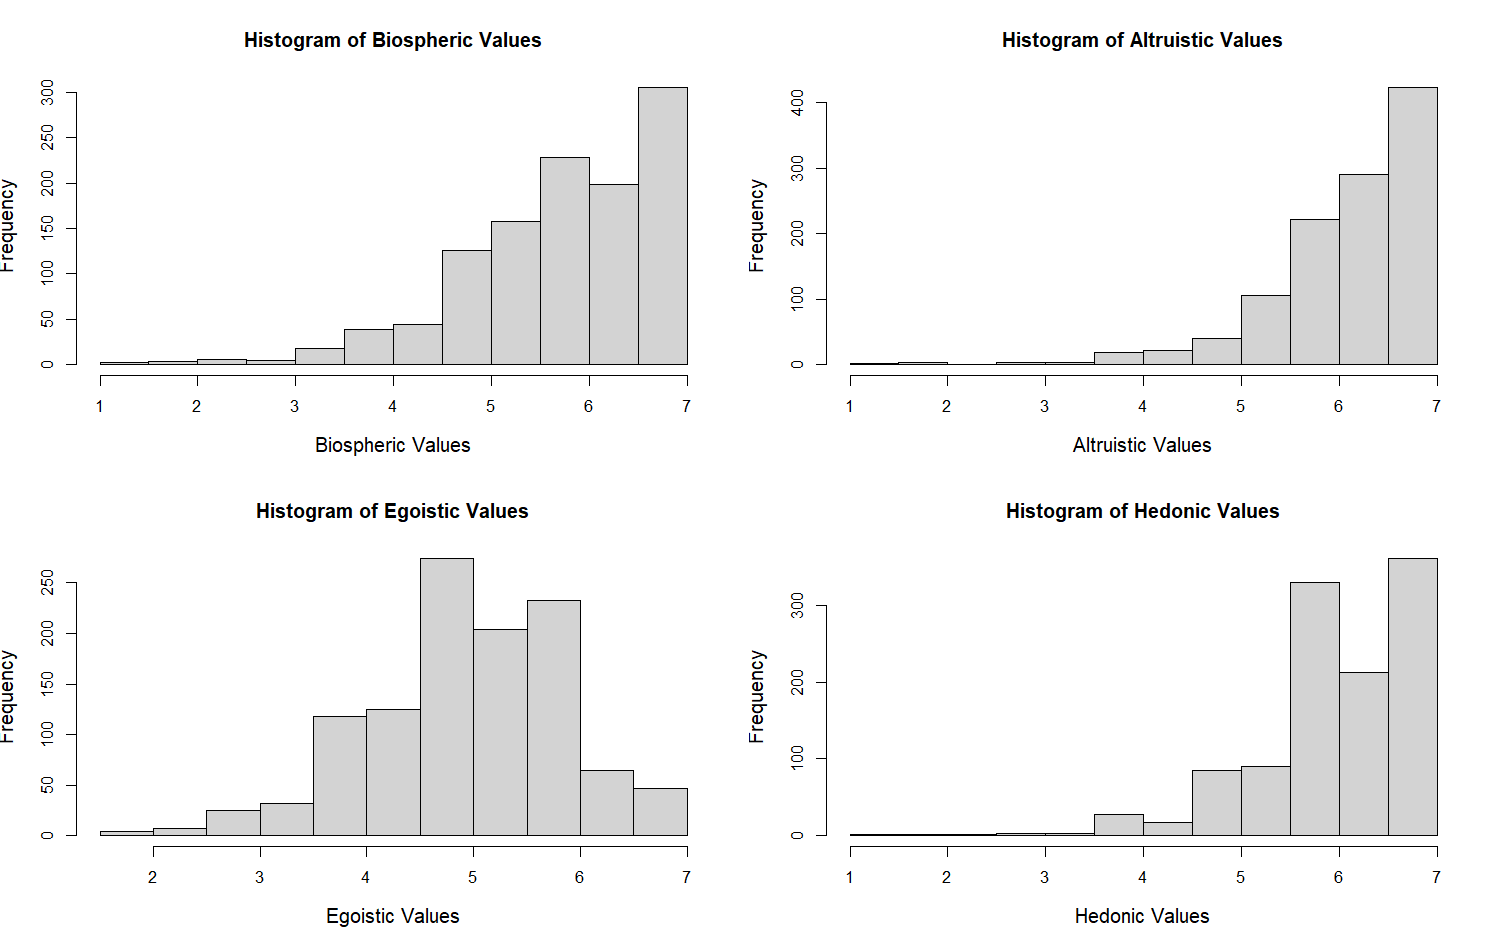 Histogram of Biospheric Values
Frequency
0 50 100 150 200 250 300
1 2 3 4 5 6 7
Biospheric Values
Histogram of Altruistic Values
Frequency
0 100 200 300 400
1 2 3 4 5 6 7
Altruistic Values
Histogram of Egoistic Values
Frequency
0 50 100 150 200 250
2 3 4 5 6 7
Egoistic Values
Histogram of Hedonic Values
Frequency
0 100 200 300
1 2 3 4 5 6 7
Hedonic Values